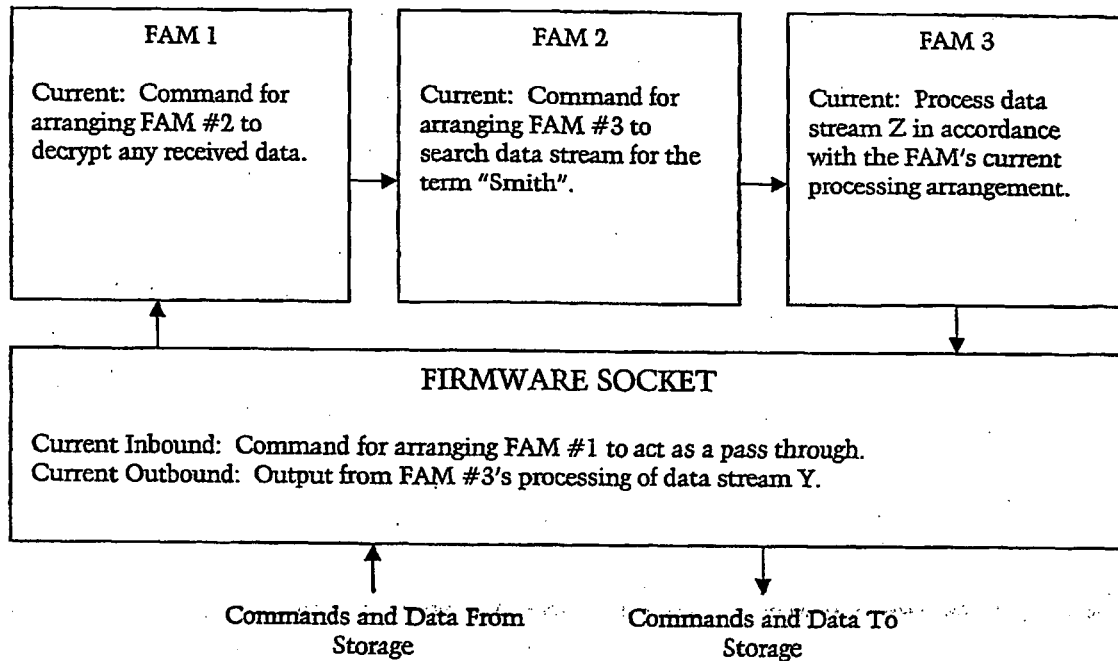 FAM 1
Current: Command for
arranging FAM #2 to
decrypt any received data.
FAM 2
Current: Command for
arranging FAM #3 to
search data stream for the
term "Smith".
FAM 3
Current: Process data
stream Z in accordance
with the FAM's current
processing arrangement.
FIRMWARE SOCKET
Current Inbound: Command for arranging FAM #1 to act as a pass through.
Current Outbound: Output from FAM #3's processing of data stream Y.
Commands and Data From
Storage
Commands and Data To
Storage